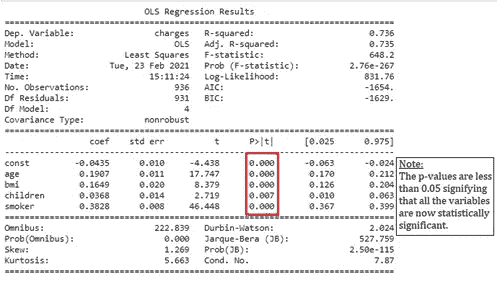 OLS Regression Results
Dep. Variable: charges R-squared: 0.736
Model: OLS Adj. R-squared: 0.735
Method: Least Squares F-statistic: 648.2
Date: Tue, 23 Feb 2021 Prob (F-statistic): 2.76e-267
Time: 15:11:24 Log-Likelihood: 831.76
No. Observations: 936 AIC: -1654.
Df Residuals: 931 BIC: -1629.
Df Model: 4
Covariance Type: nonrobust
coef std err t P>|t| [0.025 0.975]
const -0.0435 0.010 -4.438 0.000 -0.063 -0.024
age 0.1907 0.011 17.747 0.000 0.170 0.212
bmi 0.1649 0.020 8.379 0.000 0.126 0.204
children 0.0368 0.014 2.719 0.007 0.010 0.063
smoker 0.3828 0.008 46.448 0.000 0.367 0.399
Omnibus: 222.839 Durbin-Watson: 2.024
Prob(Omnibus): 0.000 Jarque-Bera (JB): 527.759
Skew: 1.269 Prob(JB): 2.50e-115
Kurtosis: 5.663 Cond. No. 7.87
Note:
The p-values are less
than 0.05 signifying
that all the variables
are now statistically
significant.